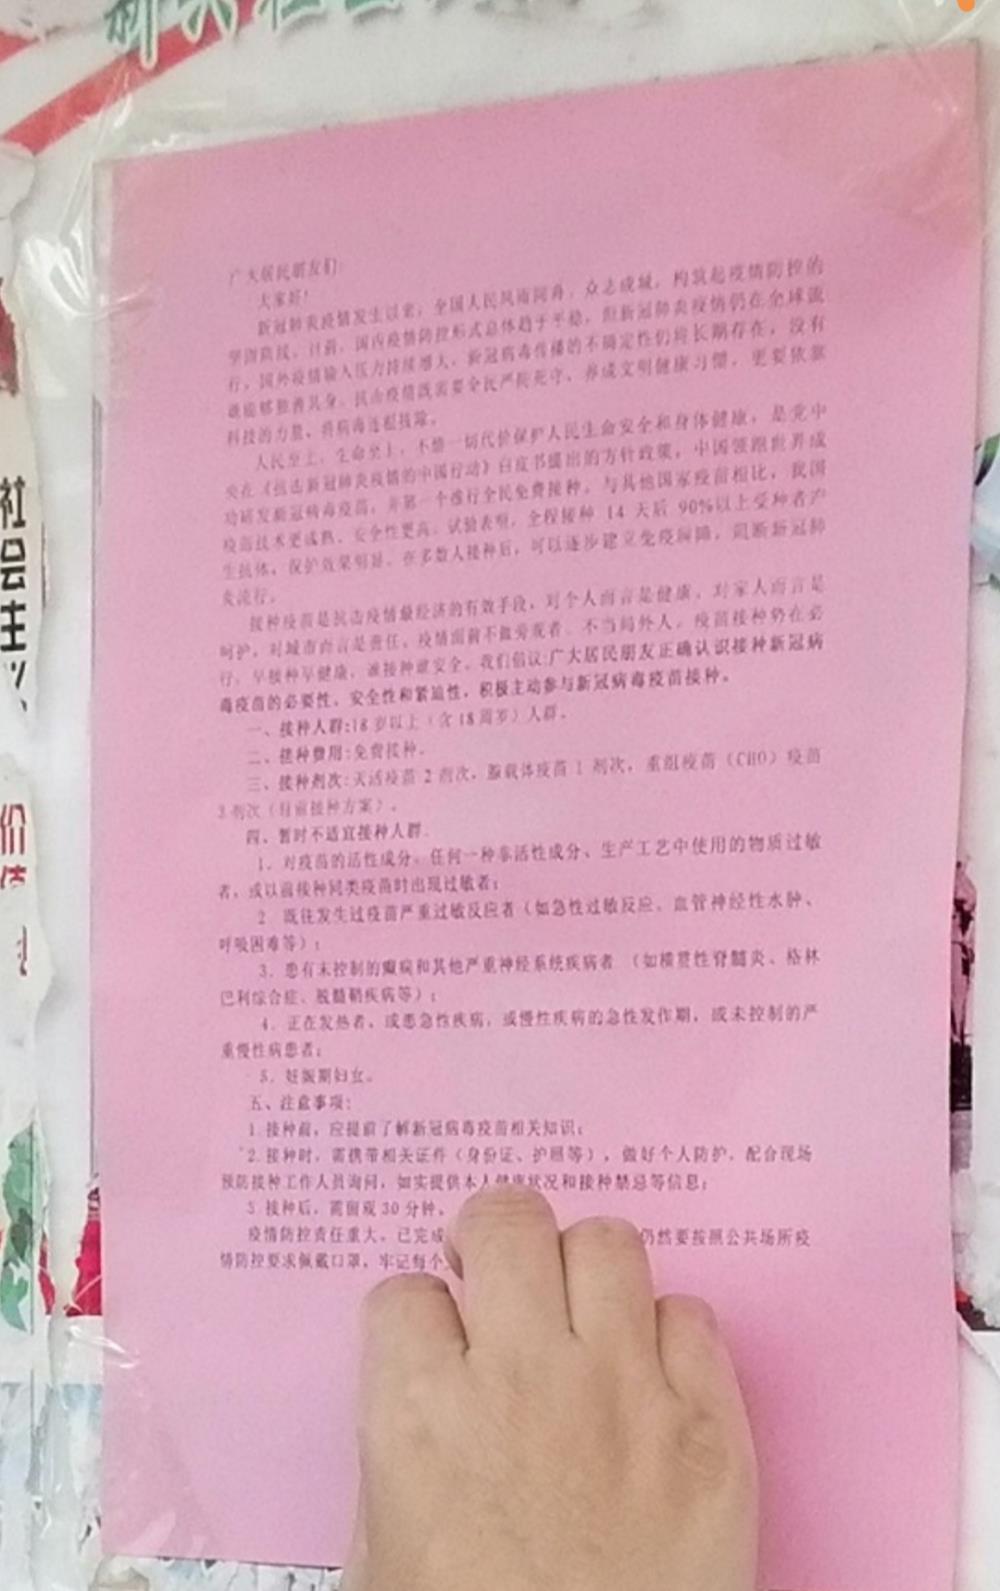 社会主义
价值
广大居民朋友们:
大家好!
新冠肺炎疫情发生以来,全国人民风雨同舟,众志成城,构筑起疫情防控的
坚固防线。目前,国内疫情防控形式总体趋于平稳,但新冠肺炎疫情仍在全球流
行,国外疫情输入压力持续增大,新冠病毒传播的不确定性仍将长期存在,没有
谁能够独善其身。抗击疫情既需要全民严防死守,养成文明健康习惯,更要依靠
科技的力量,将病毒连根拔除。
人民至上,生命至上,不惜一切代价保护人民生命安全和身体健康,是党中
央在《抗击新冠肺炎疫情的中国行动》白皮书提出的方针政策,中国领跑世界成
功研发新冠病毒疫苗,并第一个推行全民免费接种。与其他国家疫苗相比,我国
疫苗技术更成熟、安全性更高。试验表明,全程接种 14 天后 90%以上受种者产
生抗体,保护效果明显。在多数人接种后,可以逐步建立免疫屏障,阻断新冠肺
炎流行。
接种疫苗是抗击疫情最经济的有效手段,对个人而言是健康,对家人而言是
呵护,对城市而言是责任。疫情面前不做旁观者、不当局外人。疫苗接种势在必
行,早接种早健康,谁接种谁安全。我们倡议:广大居民朋友正确认识接种新冠病
毒疫苗的必要性、安全性和紧迫性,积极主动参与新冠病毒疫苗接种。
一、接种人群:18岁以上(含18周岁)人群。
二、接种费用:免费接种。
三、接种剂次:灭活疫苗 2 剂次,腺载体疫苗 1 剂次,重组疫苗(CHO)疫苗
3剂次(目前接种方案)。
四、暂时不适宜接种人群:
1. 对疫苗的活性成分、任何一种非活性成分、生产工艺中使用的物质过敏
者,或以前接种同类疫苗时出现过敏者;
2 既往发生过疫苗严重过敏反应者(如急性过敏反应、血管神经性水肿、
呼吸困难等);
3. 患有未控制的癫痫和其他严重神经系统疾病者 (如横贯性脊髓炎、格林
巴利综合症、脱髓鞘疾病等);
4. 正在发热者,或患急性疾病,或慢性疾病的急性发作期,或未控制的严
重慢性病患者;
5. 妊娠期妇女。
五、注意事项:
1.接种前,应提前了解新冠病毒疫苗相关知识;
2.接种时,需携带相关证件(身份证、护照等),做好个人防护,配合现场
预防接种工作人员询问,如实提供本人健康状况和接种禁忌等信息;
3 接种后,需留观30分钟。
疫情防控责任重大,已完成 仍然要按照公共场所疫
情防控要求佩戴口罩,牢记每个